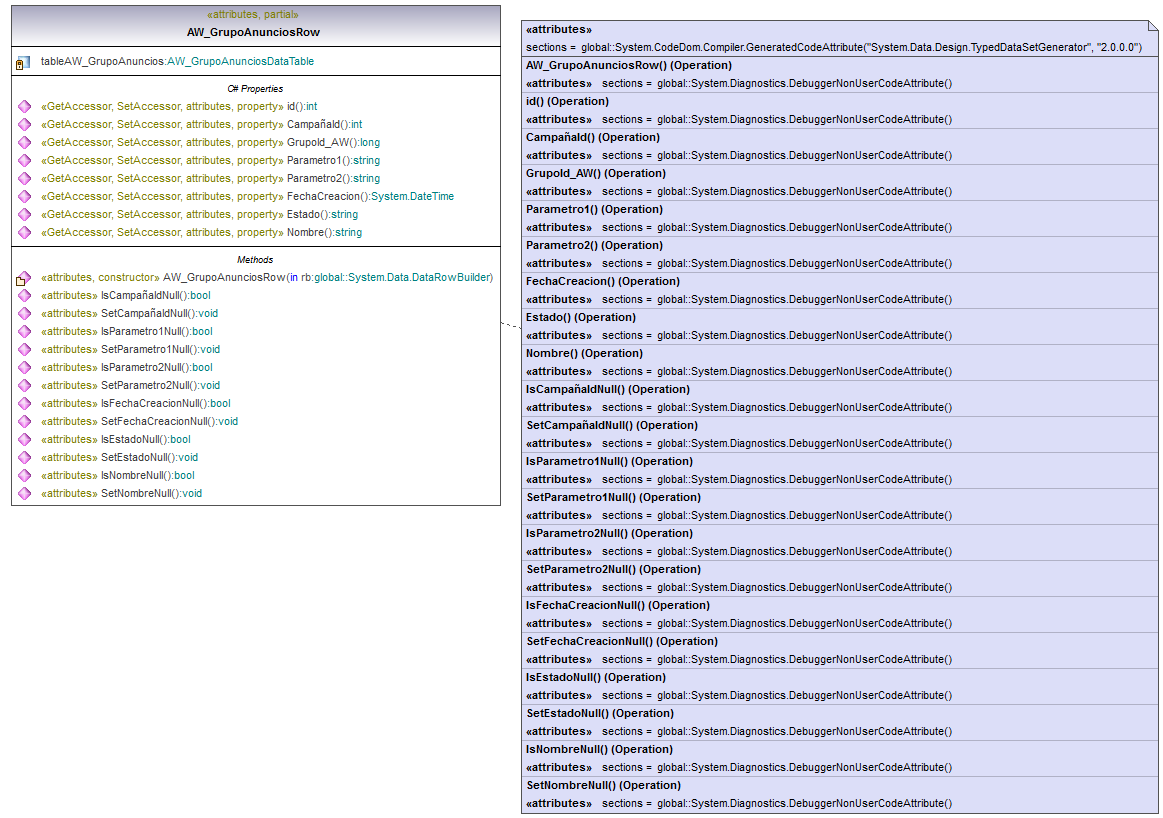 «attributes, partial»
AW_GrupoAnunciosRow
tableAW_GrupoAnuncios:AW_GrupoAnunciosDataTable
C# Properties
«GetAccessor, SetAccessor, attributes, property» id():int
«GetAccessor, SetAccessor, attributes, property» CampañaId():int
«GetAccessor, SetAccessor, attributes, property» GrupoId_AW():long
«GetAccessor, SetAccessor, attributes, property» Parametro1():string
«GetAccessor, SetAccessor, attributes, property» Parametro2():string
«GetAccessor, SetAccessor, attributes, property» FechaCreacion():System.DateTime
«GetAccessor, SetAccessor, attributes, property» Estado():string
«GetAccessor, SetAccessor, attributes, property» Nombre():string
Methods
«attributes, constructor» AW_GrupoAnunciosRow(in rb:global::System.Data.DataRowBuilder)
«attributes» IsCampañaIdNull():bool
«attributes» SetCampañaIdNull():void
«attributes» IsParametro1Null():bool
«attributes» SetParametro1Null():void
«attributes» IsParametro2Null():bool
«attributes» SetParametro2Null():void
«attributes» IsFechaCreacionNull():bool
«attributes» SetFechaCreacionNull():void
«attributes» IsEstadoNull():bool
«attributes» SetEstadoNull():void
«attributes» IsNombreNull():bool
«attributes» SetNombreNull():void
«attributes»
sections = global::System.CodeDom.Compiler.GeneratedCodeAttribute("System.Data.Design.TypedDataSetGenerator", "2.0.0.0")
AW_GrupoAnunciosRow() (Operation)
«attributes» sections = global::System.Diagnostics.DebuggerNonUserCodeAttribute()
id() (Operation)
«attributes» sections = global::System.Diagnostics.DebuggerNonUserCodeAttribute()
CampañaId() (Operation)
«attributes» sections = global::System.Diagnostics.DebuggerNonUserCodeAttribute()
GrupoId_AW() (Operation)
«attributes» sections = global::System.Diagnostics.DebuggerNonUserCodeAttribute()
Parametro1() (Operation)
«attributes» sections = global::System.Diagnostics.DebuggerNonUserCodeAttribute()
Parametro2() (Operation)
«attributes» sections = global::System.Diagnostics.DebuggerNonUserCodeAttribute()
FechaCreacion() (Operation)
«attributes» sections = global::System.Diagnostics.DebuggerNonUserCodeAttribute()
Estado() (Operation)
«attributes» sections = global::System.Diagnostics.DebuggerNonUserCodeAttribute()
Nombre() (Operation)
«attributes» sections = global::System.Diagnostics.DebuggerNonUserCodeAttribute()
IsCampañaIdNull() (Operation)
«attributes» sections = global::System.Diagnostics.DebuggerNonUserCodeAttribute()
SetCampañaIdNull() (Operation)
«attributes» sections = global::System.Diagnostics.DebuggerNonUserCodeAttribute()
IsParametro1Null() (Operation)
«attributes» sections = global::System.Diagnostics.DebuggerNonUserCodeAttribute()
SetParametro1Null() (Operation)
«attributes» sections = global::System.Diagnostics.DebuggerNonUserCodeAttribute()
IsParametro2Null() (Operation)
«attributes» sections = global::System.Diagnostics.DebuggerNonUserCodeAttribute()
SetParametro2Null() (Operation)
«attributes» sections = global::System.Diagnostics.DebuggerNonUserCodeAttribute()
IsFechaCreacionNull() (Operation)
«attributes» sections = global::System.Diagnostics.DebuggerNonUserCodeAttribute()
SetFechaCreacionNull() (Operation)
«attributes» sections = global::System.Diagnostics.DebuggerNonUserCodeAttribute()
IsEstadoNull() (Operation)
«attributes» sections = global::System.Diagnostics.DebuggerNonUserCodeAttribute()
SetEstadoNull() (Operation)
«attributes» sections = global::System.Diagnostics.DebuggerNonUserCodeAttribute()
IsNombreNull() (Operation)
«attributes» sections = global::System.Diagnostics.DebuggerNonUserCodeAttribute()
SetNombreNull() (Operation)
«attributes» sections = global::System.Diagnostics.DebuggerNonUserCodeAttribute()